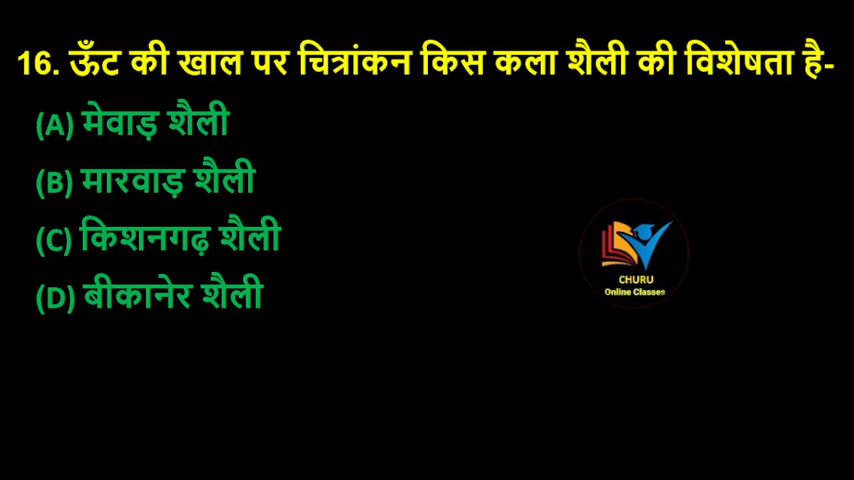 16. ऊँट की खाल पर चित्रांकन किस कला शैली की विशेषता है-
(A) मेवाड़ शैली
(B) मारवाड़ शैली
(C) किशनगढ़ शैली
(D) बीकानेर शैली
CHURU
Online Classes